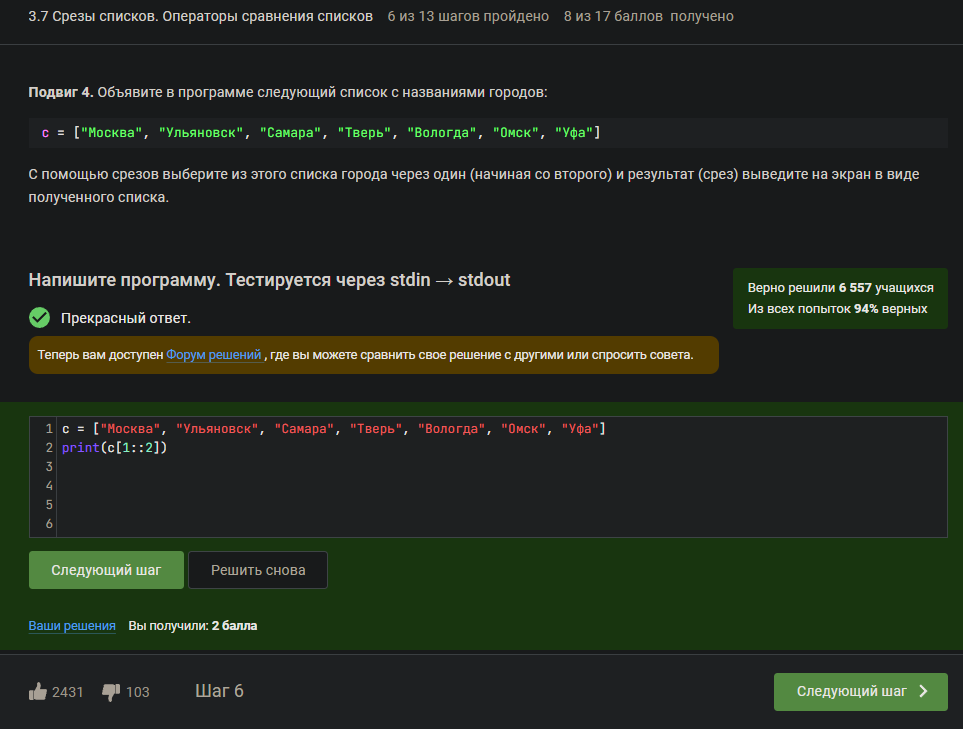 3.7 Срезы списков. Операторы сравнения списков 6 из 13 шагов пройдено 8 из 17 баллов получено
Подвиг 4. Объявите в программе следующий список с названиями городов:
c = ["Москва", "Ульяновск", "Самара", "Тверь", "Вологда", "Омск", "Уфа"]
С помощью срезов выберите из этого списка города через один (начиная со второго) и результат (срез) выведите на экран в виде
полученного списка.
Напишите программу. Тестируется через stdin → stdout
Верно решили 6 557 учащихся
Из всех попыток 94% верных
Прекрасный ответ.
Теперь вам доступен Форум решений , где вы можете сравнить свое решение с другими или спросить совета.
1 c = ["Москва", "Ульяновск", "Самара", "Тверь", "Вологда", "Омск", "Уфа"]
2 print(c[1::2])
3
4
5
6
Следующий шаг Решить снова
Ваши решения Вы получили: 2 балла
2431 103 Шаг 6 Следующий шаг